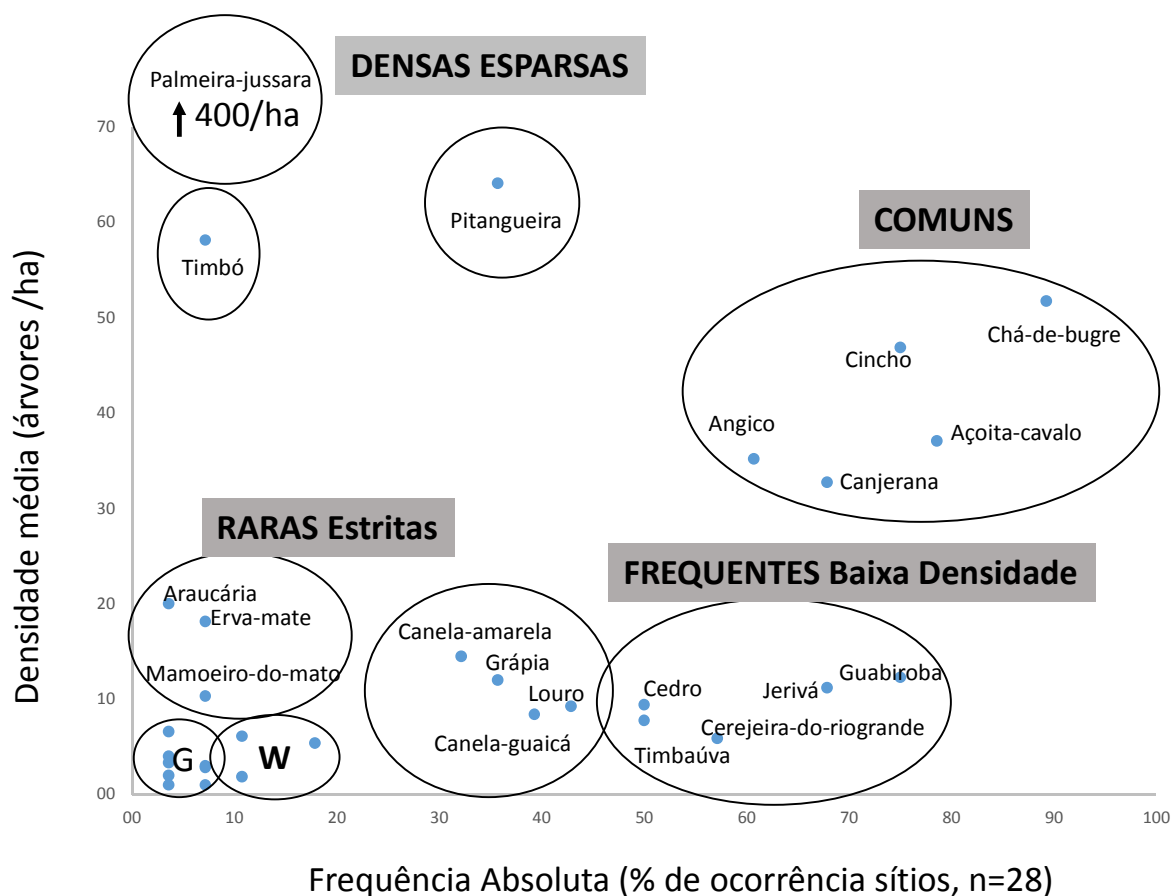 DENSAS ESPARSAS
Palmeira-jussara
400/ha
70
60
50
40
30
20
10
00
Densidade média (árvores /ha)
Timbó
Pitangueira
COMUNS
Chá-de-bugre
Cincho
Angico
Açoita-cavalo
Canjerana
RARAS Estritas
FREQUENTES Baixa Densidade
Araucária
Erva-mate
Mamoeiro-do-mato
Canela-amarela
Grápia
Louro
Canela-guaicá
Cedro
Jerivá
Guabiroba
Cerejeira-do-riogrande
Timbaúva
G
W
00 10 20 30 40 50 60 70 80 90 100
Frequência Absoluta (% de ocorrência sítios, n=28)